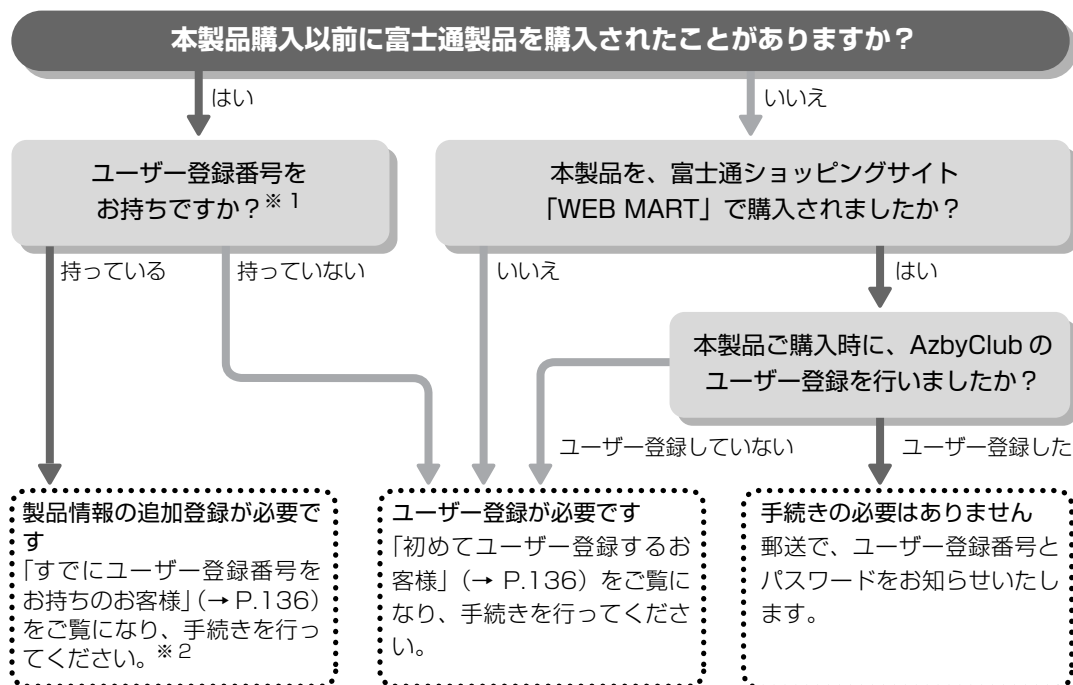 本製品購入以前に富士通製品を購入されたことがありますか？
はい
いいえ
ユーザー登録番号を
お持ちですか？※1
本製品を、富士通ショッピングサイト
「WEB MART」で購入されましたか？
持っている
持っていない
いいえ
はい
本製品ご購入時に、AzbyClub の
ユーザー登録を行いましたか？
ユーザー登録していない
ユーザー登録した
製品情報の追加登録が必要で
す
「すでにユーザー登録番号を
お持ちのお客様」（→ P.136）
をご覧になり、手続きを行っ
てください。※2
ユーザー登録が必要です
「初めてユーザー登録するお
客様」（→ P.136）をご覧に
なり、手続きを行ってくださ
い。
手続きの必要はありません
郵送で、ユーザー登録番号と
パスワードをお知らせいたし
ます。